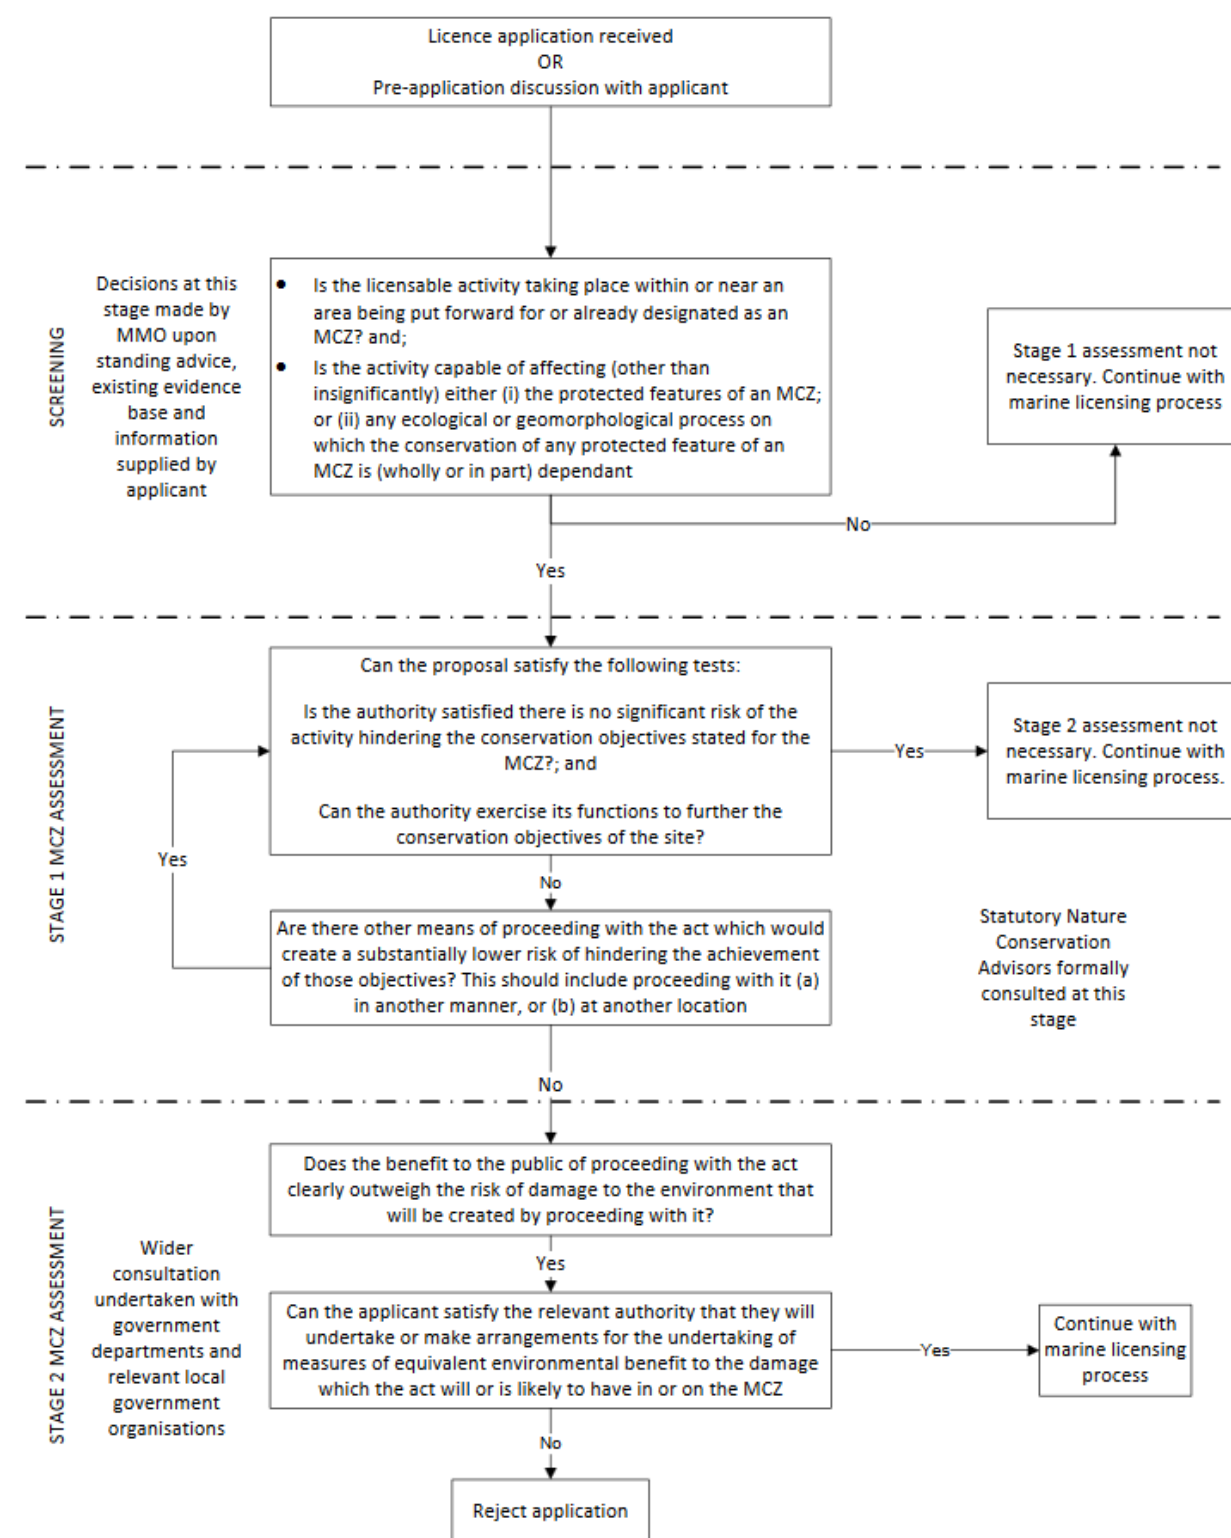 Licence application received
OR
Pre-application discussion with applicant
SCREENING
Decisions at this
stage made by
MMO upon
standing advice,
existing evidence
base and
information
supplied by
applicant
• Is the licensable activity taking place within or near an
area being put forward for or already designated as an
MCZ? and;
• Is the activity capable of affecting (other than
insignificantly) either (i) the protected features of an MCZ;
or (ii) any ecological or geomorphological process on
which the conservation of any protected feature of an
MCZ is (wholly or in part) dependant
Stage 1 assessment not
necessary. Continue with
marine licensing process
No
Yes
STAGE 1 MCZ ASSESSMENT
Can the proposal satisfy the following tests:
Is the authority satisfied there is no significant risk of the
activity hindering the conservation objectives stated for the
MCZ?; and
Can the authority exercise its functions to further the
conservation objectives of the site?
Yes
Stage 2 assessment not
necessary. Continue with
marine licensing process.
Yes
No
Are there other means of proceeding with the act which would
create a substantially lower risk of hindering the achievement
of those objectives? This should include proceeding with it (a)
in another manner, or (b) at another location
Statutory Nature
Conservation
Advisors formally
consulted at this
stage
No
STAGE 2 MCZ ASSESSMENT
Wider
consultation
undertaken with
government
departments and
relevant local
government
organisations
Does the benefit to the public of proceeding with the act
clearly outweigh the risk of damage to the environment that
will be created by proceeding with it?
Yes
Can the applicant satisfy the relevant authority that they will
undertake or make arrangements for the undertaking of
measures of equivalent environmental benefit to the damage
which the act will or is likely to have in or on the MCZ
Yes
Continue with
marine licensing
process
No
Reject application